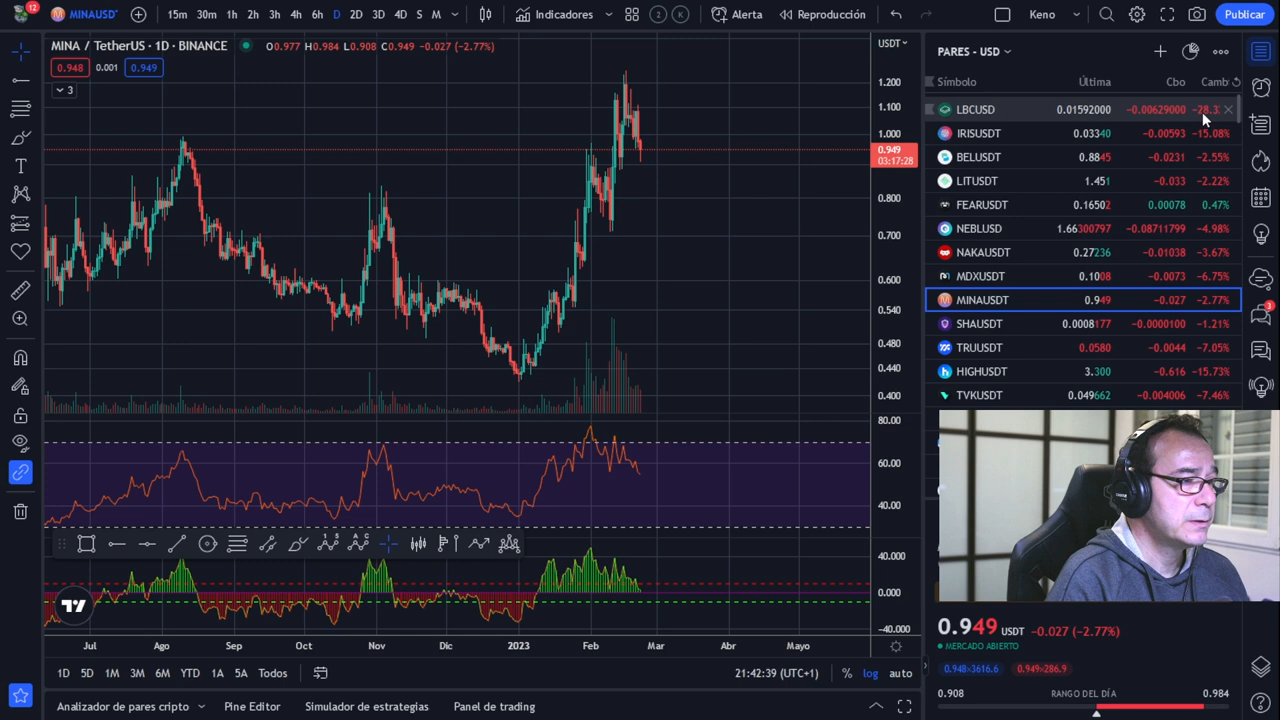 12
MINAUSD
15m 30m 1h 2h 3h 4h 6h D 2D 3D 4D S M
Indicadores
2 K
Alerta
Reproducción
Keno
Publicar
MINA / TetherUS · 1D · BINANCE
O0.977 H0.984 L0.908 C0.949 -0.027 (-2.77%)
0.948 0.001 0.949
3
USDT
1.200
1.100
1.000
0.949
03:17:28
0.800
0.700
0.600
0.540
0.480
0.440
0.400
80.00
60.00
40.00
40.000
0.000
-40.000
Jul Ago Sep Oct Nov Dic 2023 Feb Mar Abr Mayo
1D 5D 1M 3M 6M YTD 1A 5A Todos
21:42:39 (UTC+1)
% log auto
Analizador de pares cripto Pine Editor Simulador de estrategias Panel de trading
PARES - USD
Símbolo Última Cbo Camb
LBCUSD 0.01592000 -0.00629000 -28.3
IRISUSDT 0.03340 -0.00593 -15.08%
BELUSDT 0.8845 -0.0231 -2.55%
LITUSDT 1.451 -0.033 -2.22%
FEARUSDT 0.16502 0.00078 0.47%
NEBLUSD 1.66300797 -0.08711799 -4.98%
NAKAUSDT 0.27236 -0.01038 -3.67%
MDXUSDT 0.1008 -0.0073 -6.75%
MINAUSDT 0.949 -0.027 -2.77%
SHAUSDT 0.0008177 -0.0000100 -1.21%
TRUUSDT 0.0580 -0.0044 -7.05%
HIGHUSDT 3.300 -0.616 -15.73%
TVKUSDT 0.049662 -0.004006 -7.46%
3
0.949 USDT -0.027 (-2.77%)
MERCADO ABIERTO
0.948×3616.6 0.949×286.9
0.908 RANGO DEL DÍA 0.984